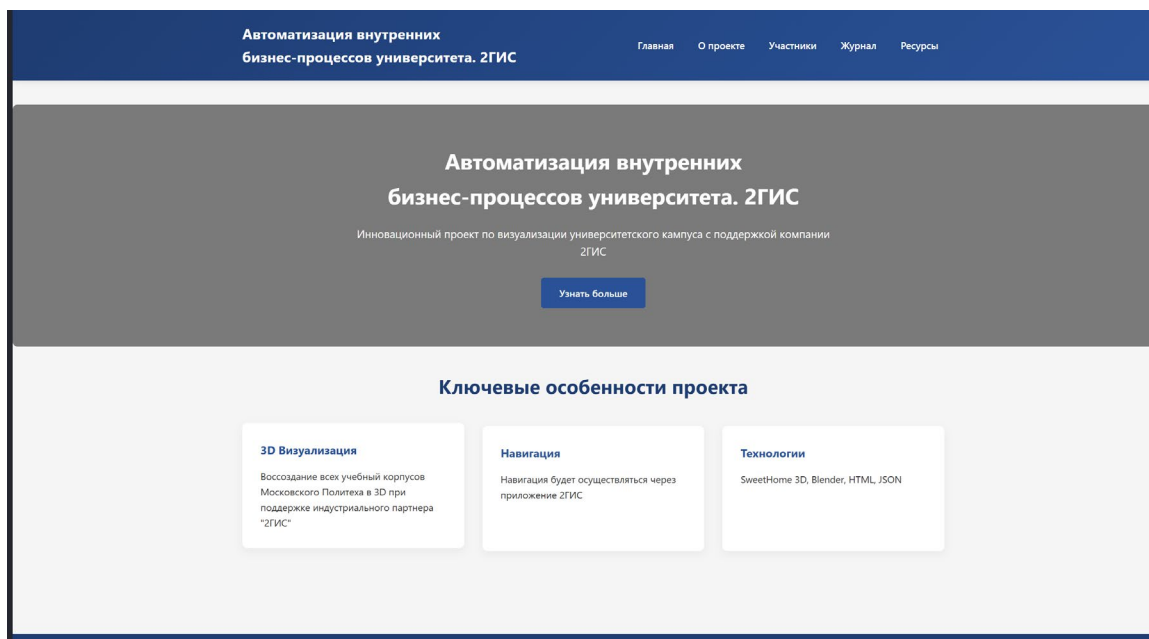 Автоматизация внутренних
бизнес-процессов университета. 2ГИС
Главная О проекте Участники Журнал Ресурсы
Автоматизация внутренних
бизнес-процессов университета. 2ГИС
Инновационный проект по визуализации университетского кампуса с поддержкой компании
2ГИС
Узнать больше
Ключевые особенности проекта
3D Визуализация
Воссоздание всех учебный корпусов
Московского Политеха в 3D при
поддержке индустриального партнера
"2ГИС"
Навигация
Навигация будет осуществляться через
приложение 2ГИС
Технологии
SweetHome 3D, Blender, HTML, JSON